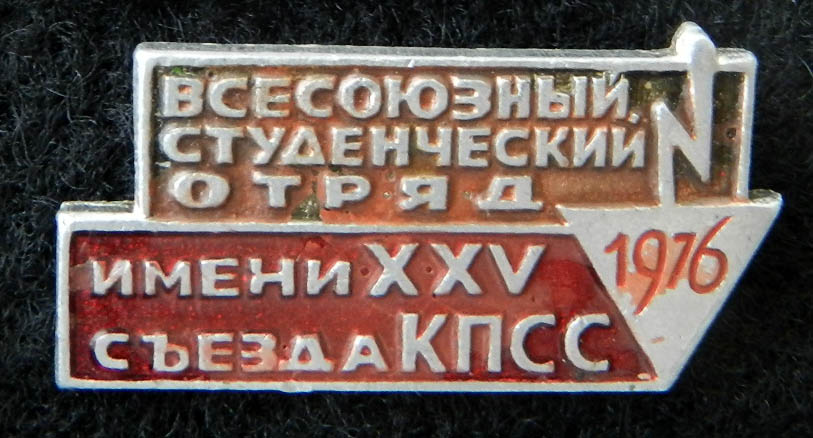 ВСЕСОЮЗНЫЙ
СТУДЕНЧЕСКИЙ
ОТРЯД
ИМЕНИ XXV
СЪЕЗДА КПСС
1976